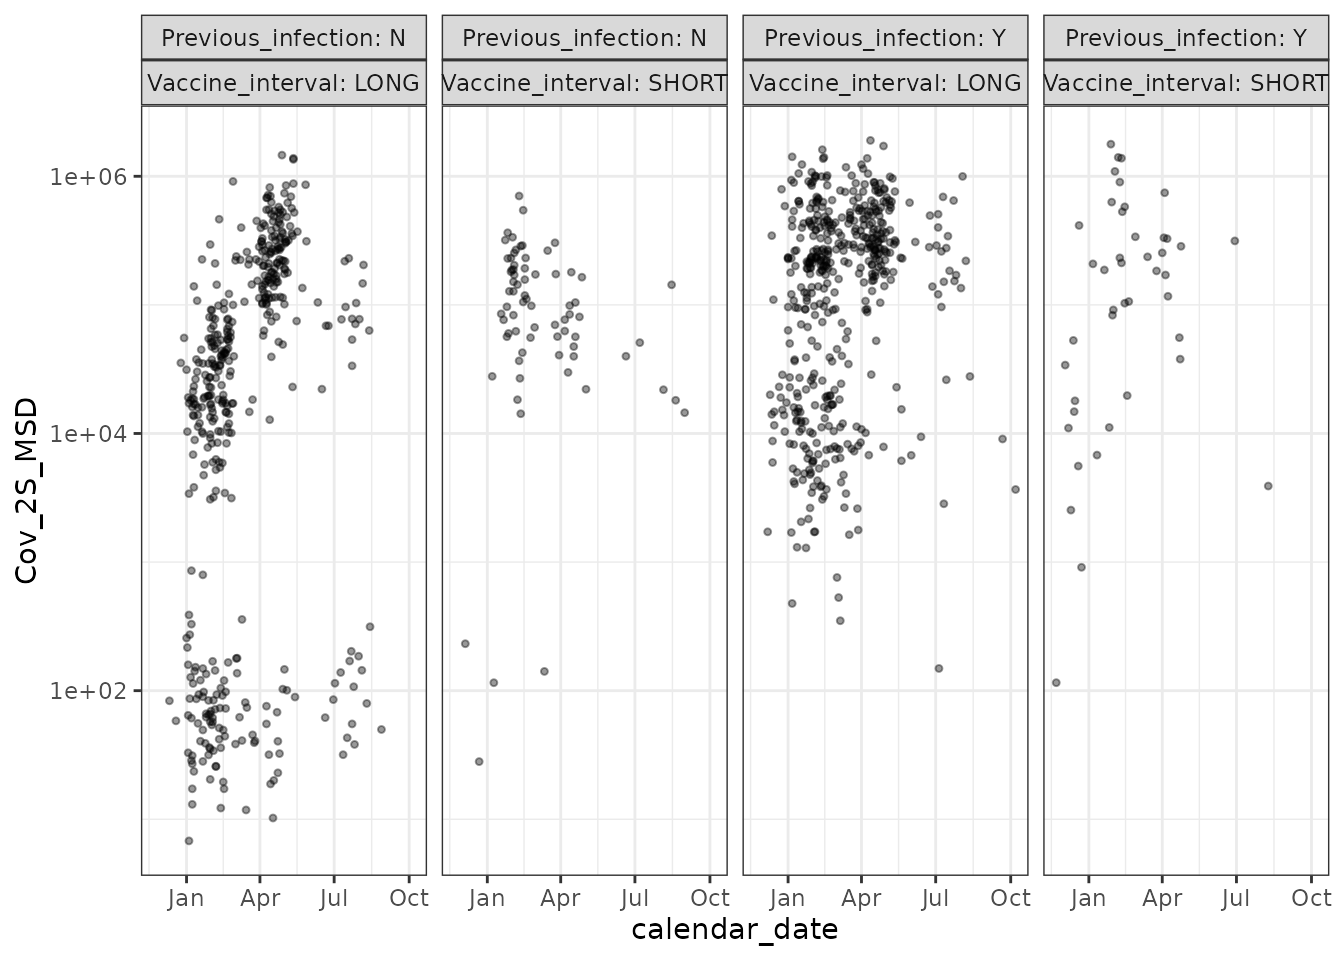 Previous_infection: N
Previous_infection: N
Previous_infection: Y
Previous_infection: Y
Vaccine_interval: LONG
Vaccine_interval: SHORT
Vaccine_interval: LONG
Vaccine_interval: SHORT
1e+06
1e+04
1e+02
Cov_2S_MSD
Jan Apr Jul Oct
Jan Apr Jul Oct
Jan Apr Jul Oct
Jan Apr Jul Oct
calendar_date